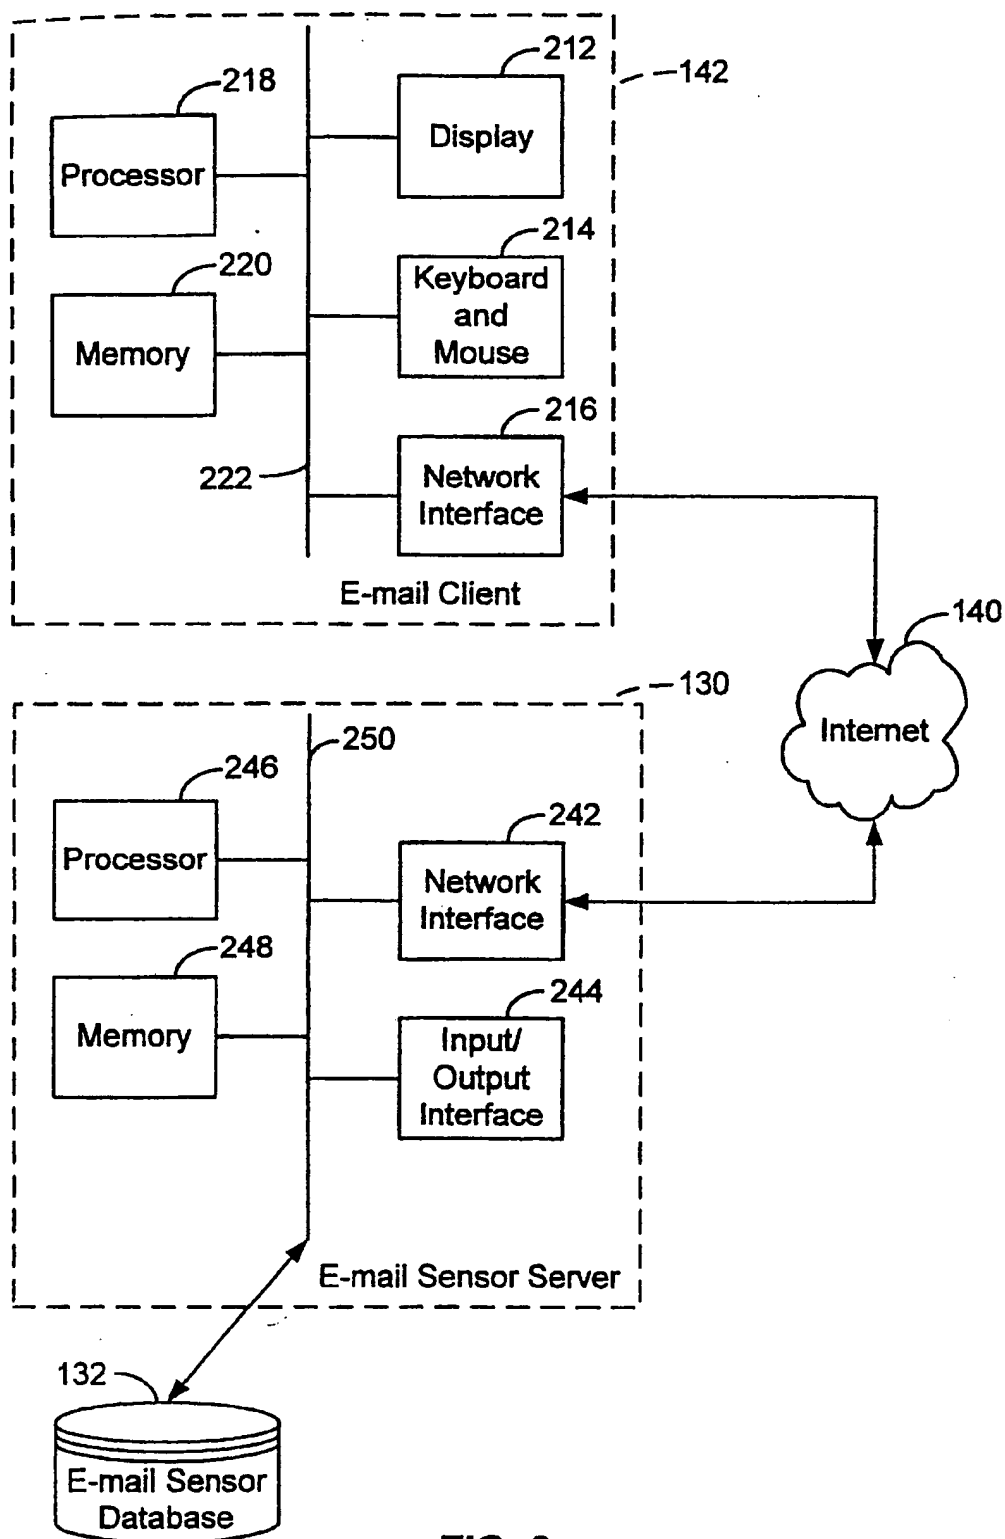 212
142
218
Display
Processor
214
220
Keyboard
and
Mouse
Memory
216
222
Network
Interface
E-mail Client
140
130
Internet
250
246
242
Processor
Network
Interface
248
244
Memory
Input/
Output
Interface
E-mail Sensor Server
132
E-mail Sensor
Database